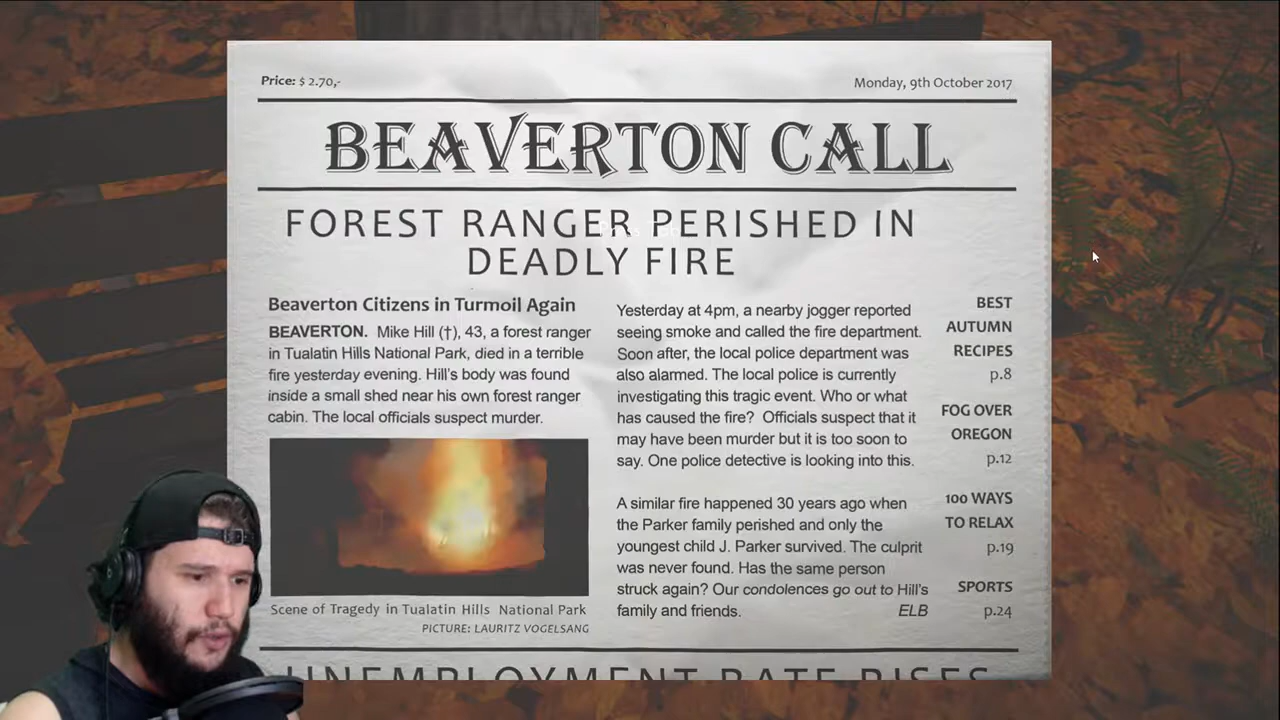 Price: $ 2.70,-
Monday, 9th October 2017
BEAVERTON CALL
FOREST RANGER PERISHED IN
DEADLY FIRE
Beaverton Citizens in Turmoil Again
BEAVERTON. Mike Hill (†), 43, a forest ranger
in Tualatin Hills National Park, died in a terrible
fire yesterday evening. Hill's body was found
inside a small shed near his own forest ranger
cabin. The local officials suspect murder.
Scene of Tragedy in Tualatin Hills National Park
PICTURE: LAURITZ VOGELSANG
Yesterday at 4pm, a nearby jogger reported
seeing smoke and called the fire department.
Soon after, the local police department was
also alarmed. The local police is currently
investigating this tragic event. Who or what
has caused the fire? Officials suspect that it
may have been murder but it is too soon to
say. One police detective is looking into this.
A similar fire happened 30 years ago when
the Parker family perished and only the
youngest child J. Parker survived. The culprit
was never found. Has the same person
struck again? Our condolences go out to Hill's
family and friends.
ELB
BEST
AUTUMN
RECIPES
p.8
FOG OVER
OREGON
p.12
100 WAYS
TO RELAX
p.19
SPORTS
p.24
UNEMPLOYMENT RATE RISES